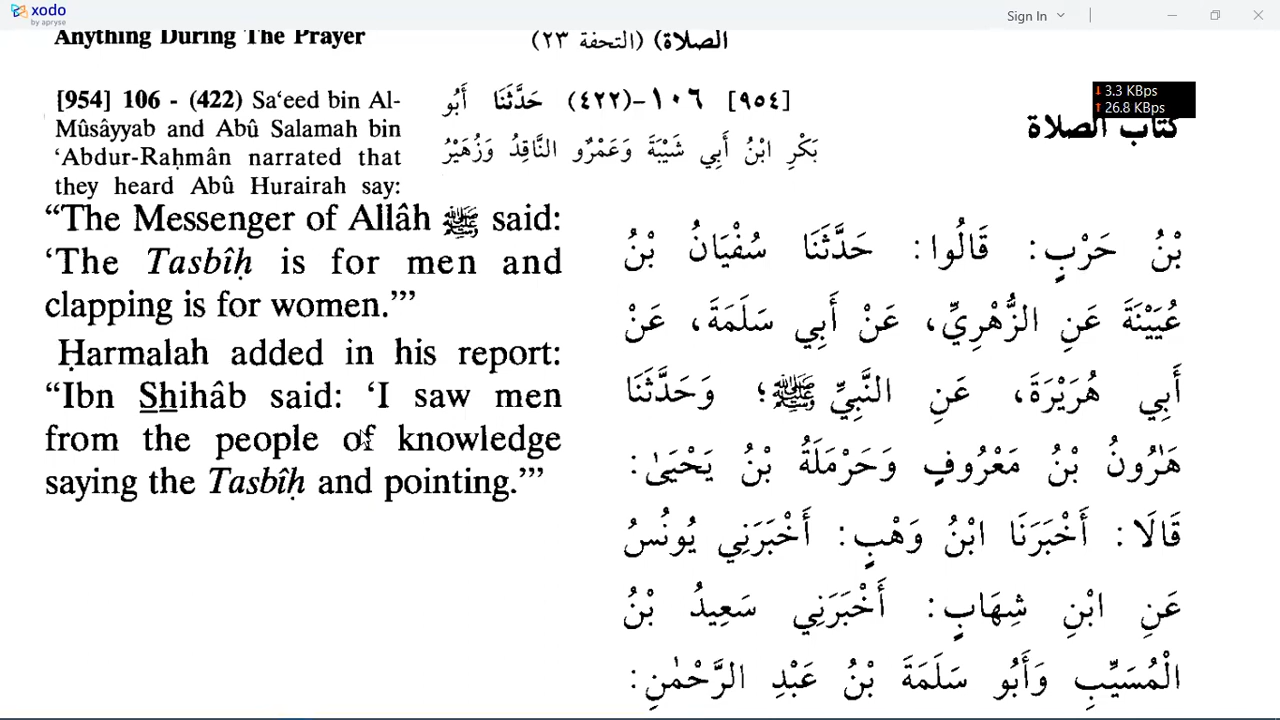 xodo
by apryse
Sign In
Anything During The Prayer
[954] 106 - (422) Sa‘eed bin Al-
Mûsâyyab and Abû Salamah bin
‘Abdur-Raḥmân narrated that
they heard Abû Hurairah say:
“The Messenger of Allâh ﷺ said:
‘The Tasbîḥ is for men and
clapping is for women.’”
Ḥarmalah added in his report:
“Ibn Shihâb said: ‘I saw men
from the people of knowledge
saying the Tasbîḥ and pointing.’”
الصلاة) (التحفة ٢٣)
[٩٥٤] ١٠٦-(٤٢٢) حَدَّثَنَا أَبُو
بَكْرِ ابْنُ أَبِي شَيْبَةَ وَعَمْرٌو النَّاقِدُ وَزُهَيْرُ
3.3 KBps
26.8 KBps
كتاب الصلاة
بْنُ حَرْبٍ: قَالُوا: حَدَّثَنَا سُفْيَانُ بْنُ
عُيَيْنَةَ عَنِ الزُّهْرِيِّ، عَنْ أَبِي سَلَمَةَ، عَنْ
أَبِي هُرَيْرَةَ، عَنِ النَّبِيِّ ﷺ؛ وَحَدَّثَنَا
هَٰرُونُ بْنُ مَعْرُوفٍ وَحَرْمَلَةُ بْنُ يَحْيَىٰ:
قَالَا: أَخْبَرَنَا ابْنُ وَهْبٍ: أَخْبَرَنِي يُونُسُ
عَنِ ابْنِ شِهَابٍ: أَخْبَرَنِي سَعِيدُ بْنُ
الْمُسَيِّبِ وَأَبُو سَلَمَةَ بْنُ عَبْدِ الرَّحْمَٰنِ: